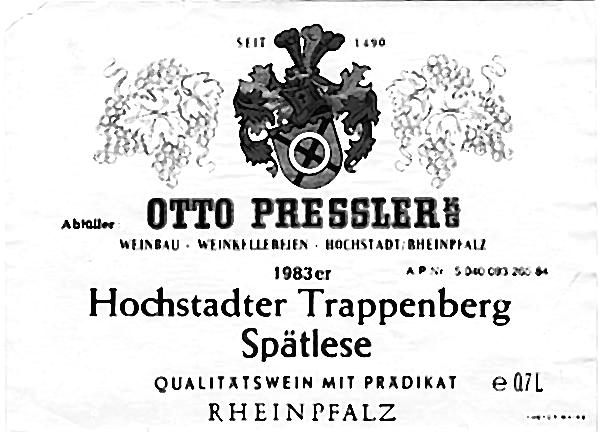 SEIT 1490
OTTO PRESSLER KG
Abfüller:
WEINBAU · WEINKELLEREIEN · HOCHSTADT/RHEINPFALZ
1983er
A.P.Nr. 5 040 093 260 84
Hochstadter Trappenberg
Spätlese
QUALITÄTSWEIN MIT PRÄDIKAT
e 0,7 L
RHEINPFALZ